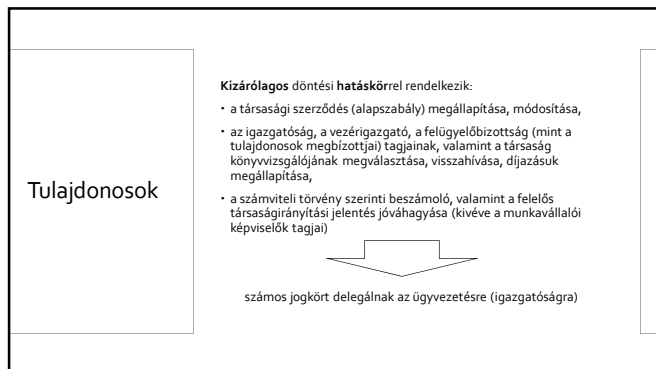 Tulajdonosok
Kizárólagos döntési hatáskörrel rendelkezik:
• a társasági szerződés (alapszabály) megállapítása, módosítása,
• az igazgatóság, a vezérigazgató, a felügyelőbizottság (mint a
tulajdonosok megbízottjai) tagjainak, valamint a társaság
könyvvizsgálójának megválasztása, visszahívása, díjazásuk
megállapítása,
• a számviteli törvény szerinti beszámoló, valamint a felelős
társaságirányítási jelentés jóváhagyása (kivéve a munkavállalói
képviselők tagjai)
számos jogkört delegálnak az ügyvezetésre (igazgatóságra)